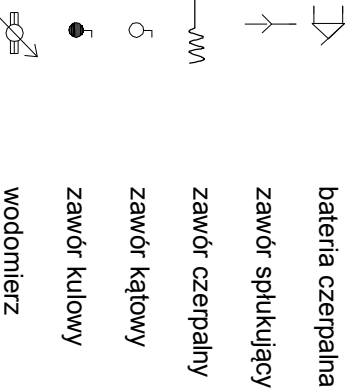 bateria czerpalna
zawór spłukujący
zawór czerpalny
zawór kątowy
zawór kulowy
wodomierz